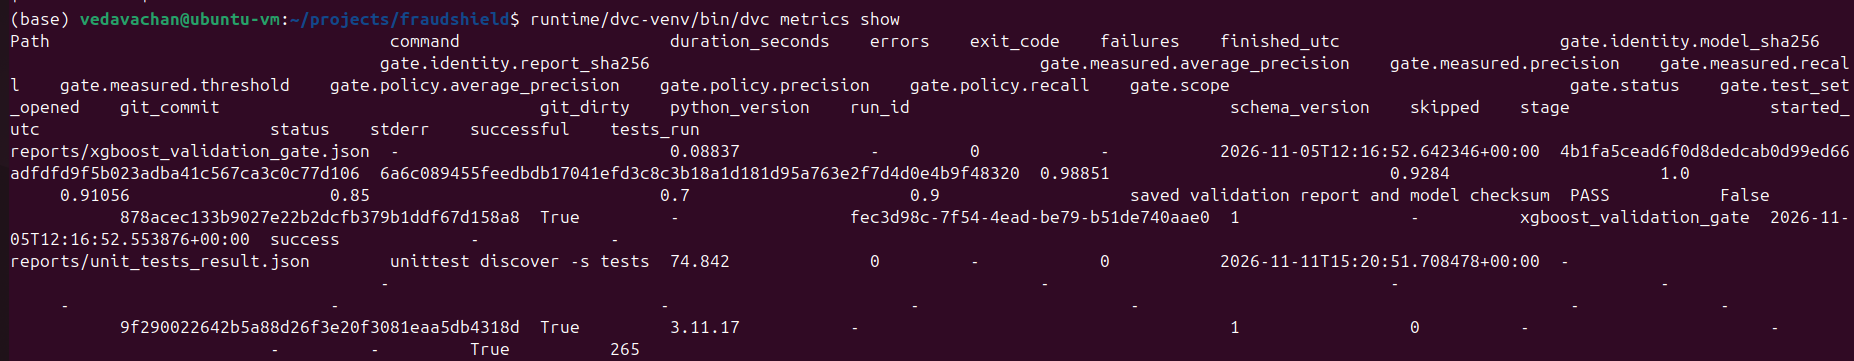 (base) vedavachan@ubuntu-vm:~/projects/fraudshield$ runtime/dvc-venv/bin/dvc metrics show
Path                                  command                     duration_seconds    errors    exit_code    failures    finished_utc                      gate.identity.model_sha256
                                     gate.identity.report_sha256                                       gate.measured.average_precision    gate.measured.precision    gate.measured.recal
l    gate.measured.threshold    gate.policy.average_precision    gate.policy.precision    gate.policy.recall    gate.scope                                  gate.status    gate.test_set
_opened    git_commit                                git_dirty    python_version    run_id                                schema_version    skipped    stage                    started_
utc                       status    stderr    successful    tests_run
reports/xgboost_validation_gate.json  -                           0.08837             -         0            -           2026-11-05T12:16:52.642346+00:00  4b1fa5cead6f0d8dedcab0d99ed66
adfdfd9f5b023adba41c567ca3c0c77d106  6a6c089455feedbdb17041efd3c8c3b18a1d181d95a763e2f7d4d0e4b9f48320  0.98851                            0.9284                     1.0
     0.91056                    0.85                             0.7                      0.9                   saved validation report and model checksum  PASS           False
           878acec133b9027e22b2dcfb379b1ddf67d158a8  True         -                 fec3d98c-7f54-4ead-be79-b51de740aae0  1                 -          xgboost_validation_gate  2026-11-
05T12:16:52.553876+00:00  success             -             -
reports/unit_tests_result.json        unittest discover -s tests  74.842              0         -            0           2026-11-11T15:20:51.708478+00:00  -
                                     -                                                                 -                                  -                          -
     -                          -                                -                        -                     -                                           -              -
           9f290022642b5a88d26f3e20f3081eaa5db4318d  True         3.11.17           -                                     1                 0          -                        -
                          -         -         True          265